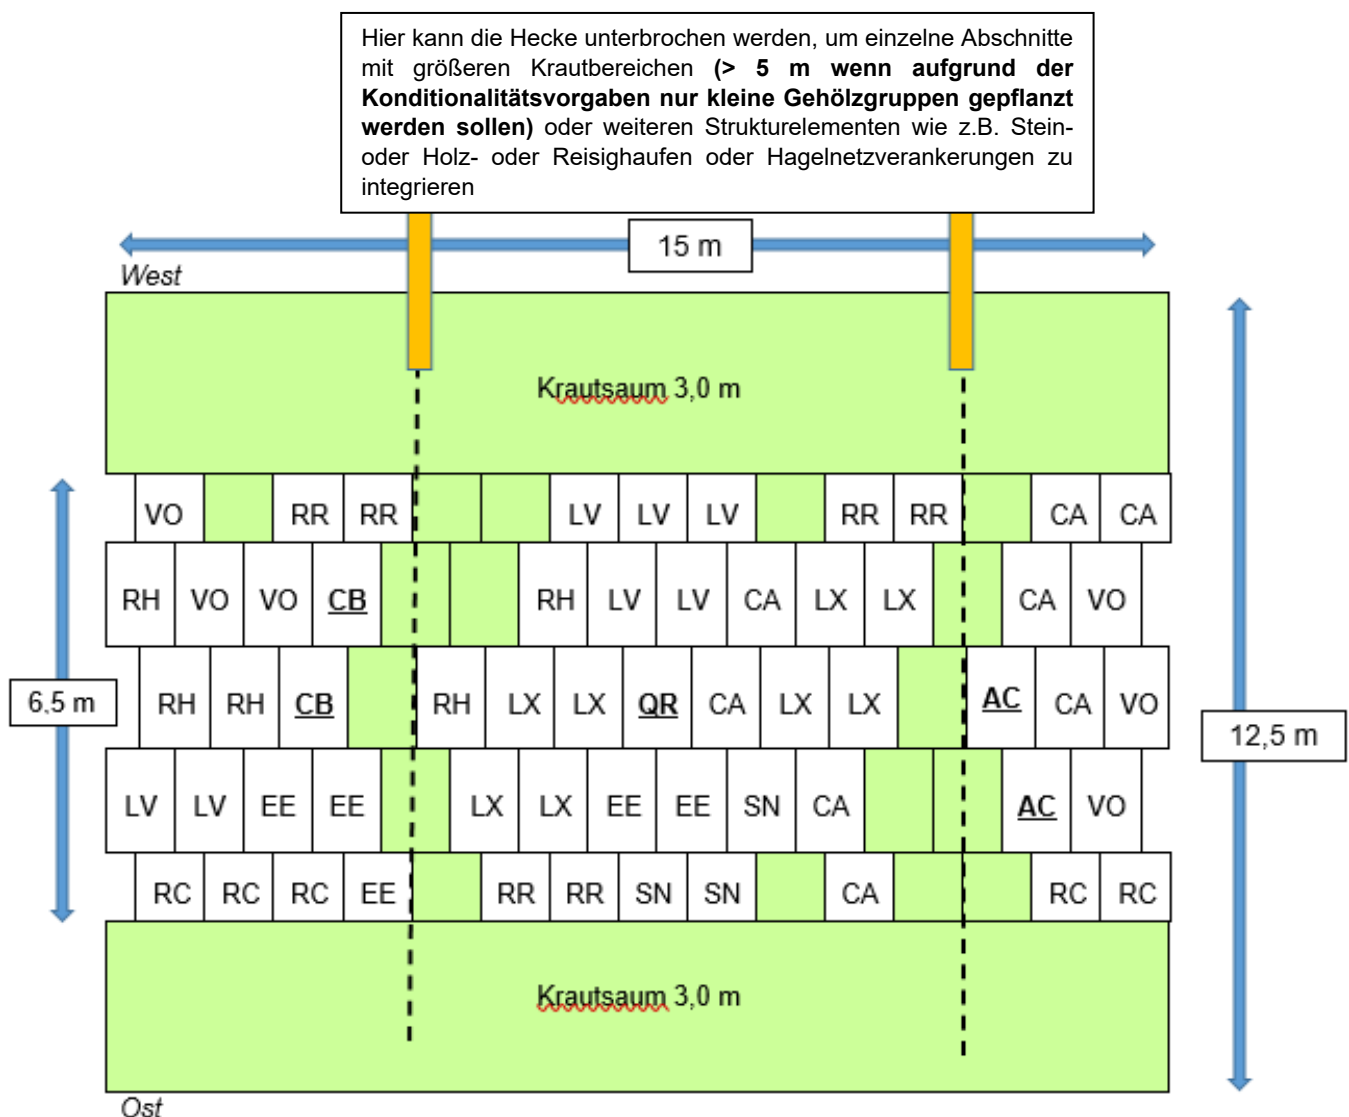 Hier kann die Hecke unterbrochen werden, um einzelne Abschnitte
mit größeren Krautbereichen (> 5 m wenn aufgrund der
Konditionalitätsvorgaben nur kleine Gehölzgruppen gepflanzt
werden sollen) oder weiteren Strukturelementen wie z.B. Stein-
oder Holz- oder Reisighaufen oder Hagelnetzverankerungen zu
integrieren
15 m
West
Krautsaum 3,0 m
VO RR RR LV LV LV RR RR CA CA
RH VO VO CB RH LV LV CA LX LX CA VO
RH RH CB RH LX LX QR CA LX LX AC CA VO
6,5 m
12,5 m
LV LV EE EE LX LX EE EE SN CA AC VO
RC RC RC EE RR RR SN SN CA RC RC
Krautsaum 3,0 m
Ost